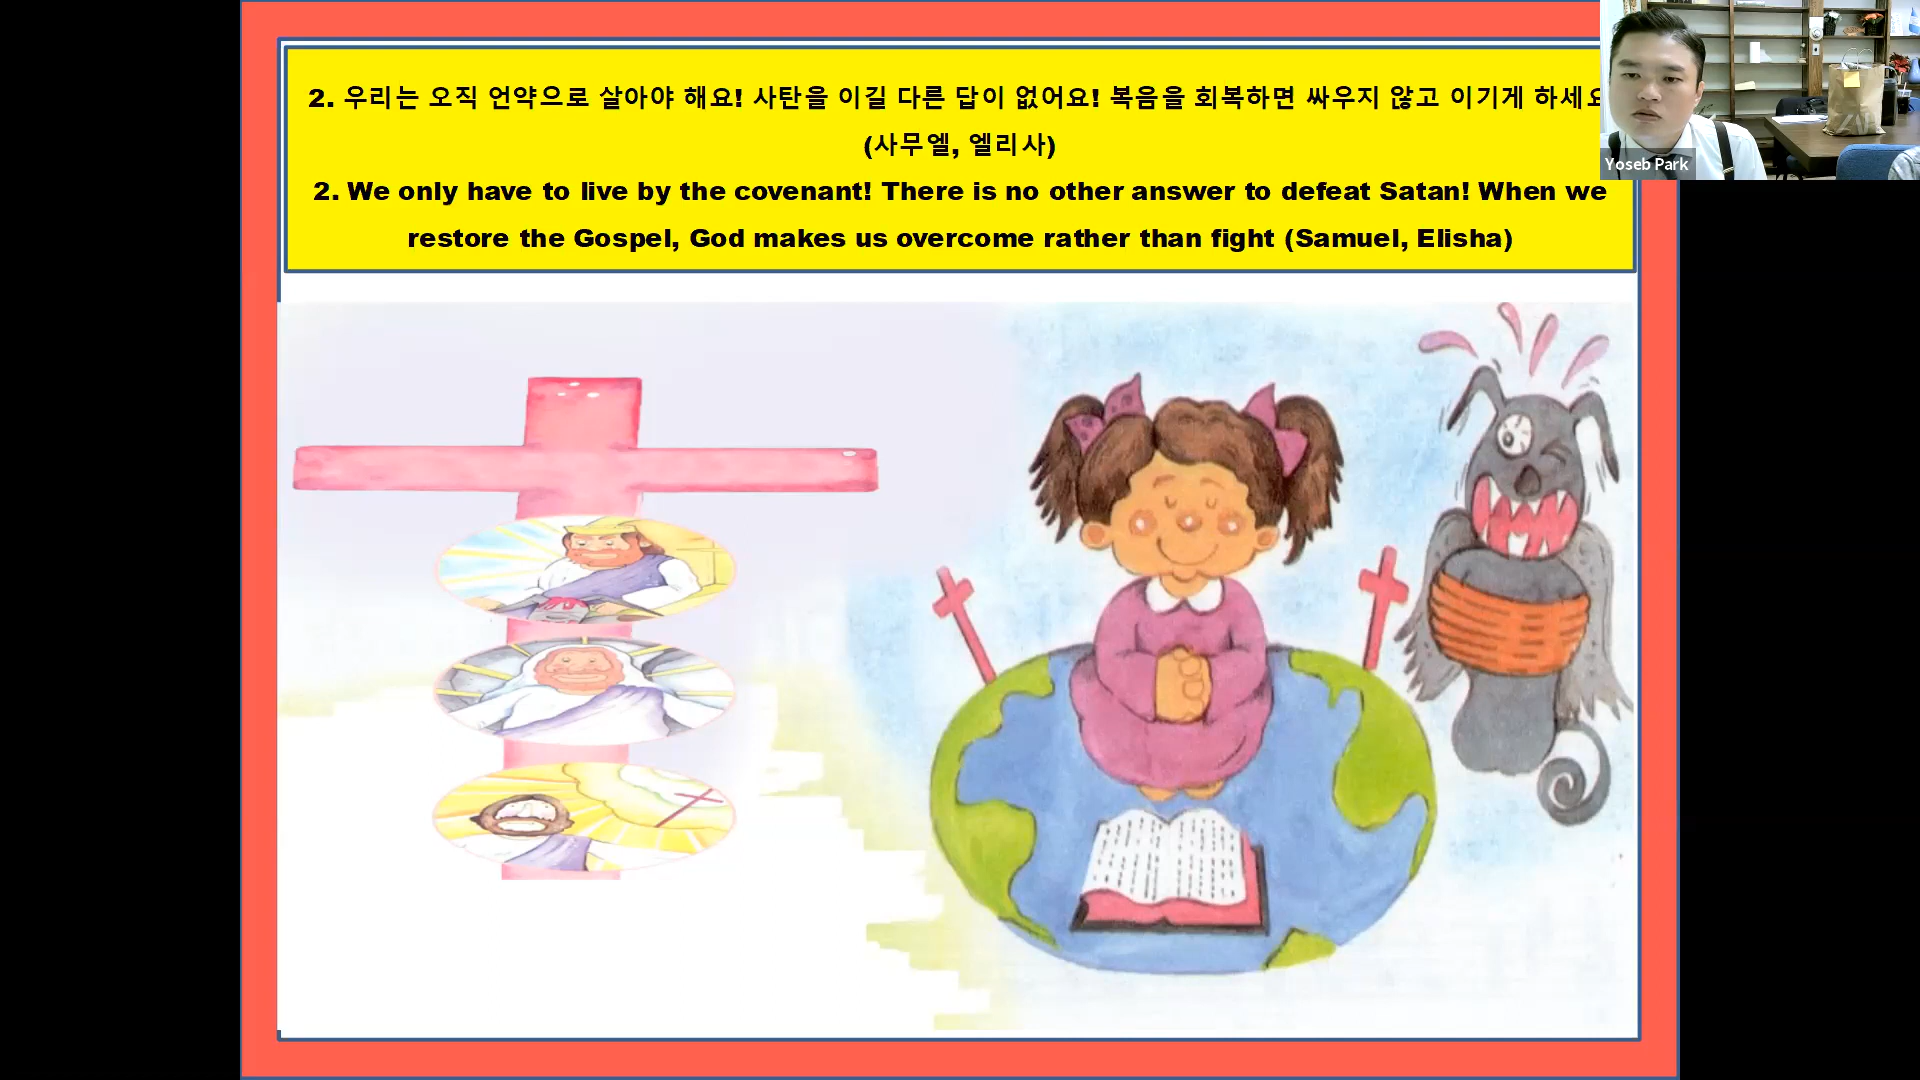 2. 우리는 오직 언약으로 살아야 해요! 사탄을 이길 다른 답이 없어요! 복음을 회복하면 싸우지 않고 이기게 하세요
(사무엘, 엘리사)
2. We only have to live by the covenant! There is no other answer to defeat Satan! When we
restore the Gospel, God makes us overcome rather than fight (Samuel, Elisha)
Yoseb Park